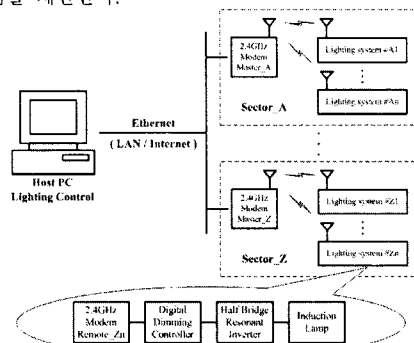 2.4GHz
Modem
Master_A
Lighting system #A1
Lighting system #An
Sector_A
Ethernet
( LAN / Internet )
Host PC
Lighting Control
2.4GHz
Modem
Master_Z
Lighting system #Z1
Lighting system #Zn
Sector_Z
2.4GHz
Modem
Remote_Zn
Digital
Dimming
Controller
Half Bridge
Resonant
Inverter
Induction
Lamp